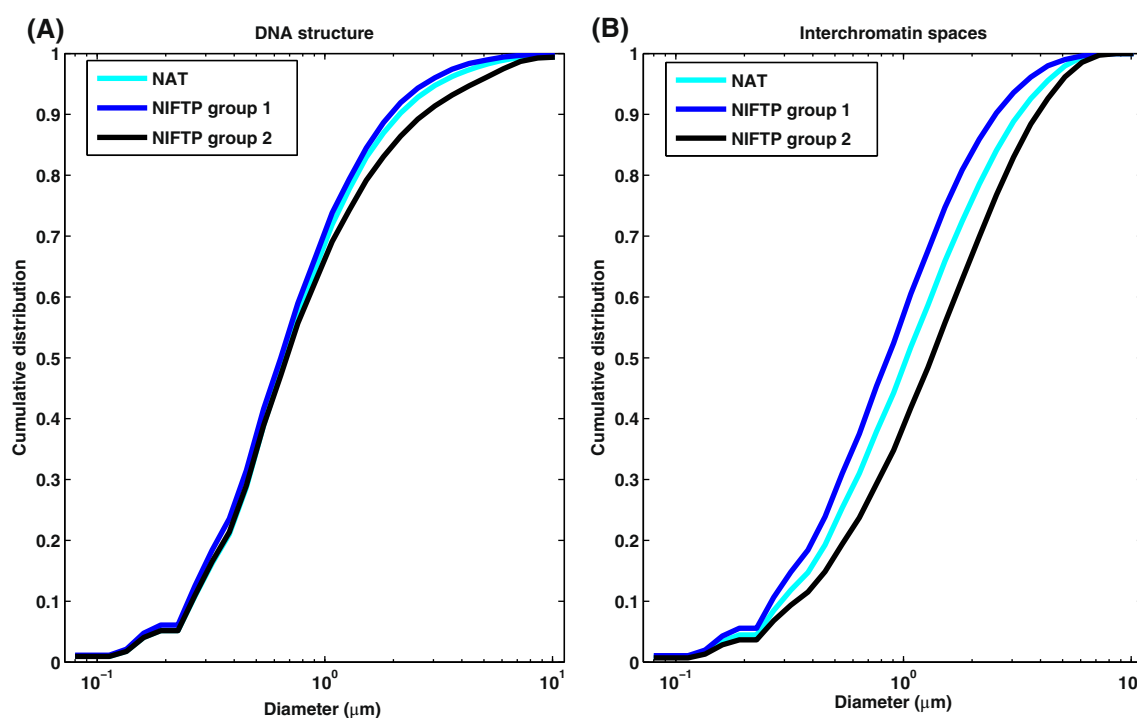 (A)
DNA structure
NAT
NIFTP group 1
NIFTP group 2
Cumulative distribution
1
0.9
0.8
0.7
0.6
0.5
0.4
0.3
0.2
0.1
0
10⁻¹
10⁰
10¹
Diameter (μm)
(B)
Interchromatin spaces
NAT
NIFTP group 1
NIFTP group 2
Cumulative distribution
1
0.9
0.8
0.7
0.6
0.5
0.4
0.3
0.2
0.1
0
10⁻¹
10⁰
10¹
Diameter (μm)